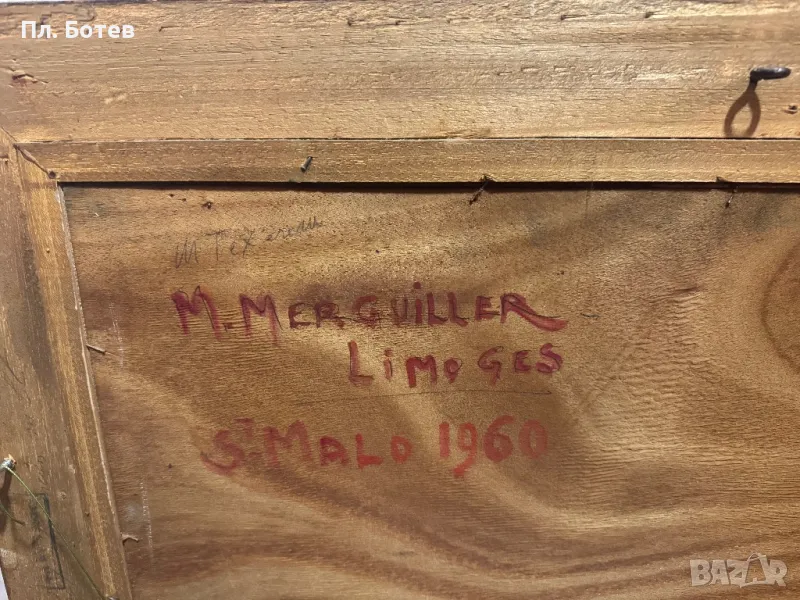 Пл. Ботев
M. MERGUILLER
LIMOGES
St. MALO 1960
BAZAR